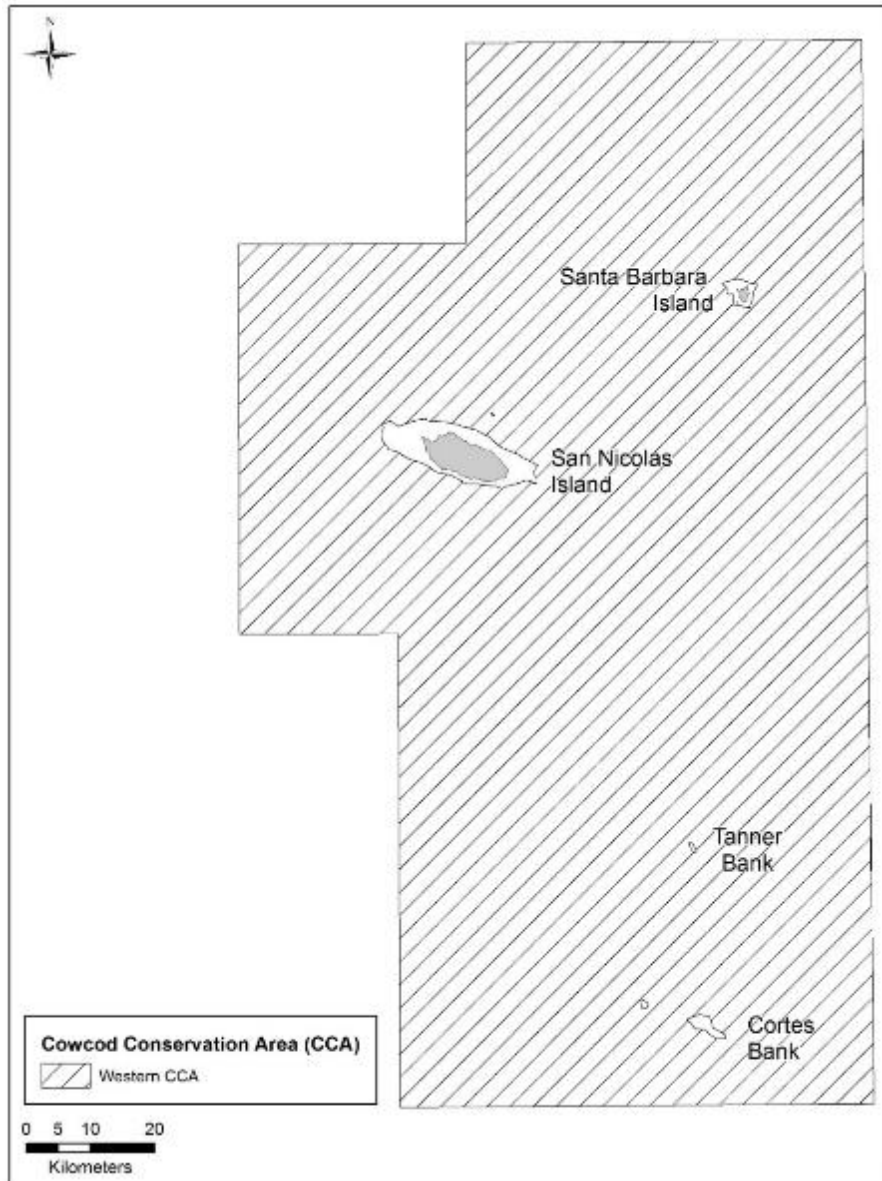 N
Santa Barbara
Island
San Nicolas
Island
Tanner
Bank
Cortes
Bank
Cowcod Conservation Area (CCA)
Western CCA
0 5 10 20
Kilometers